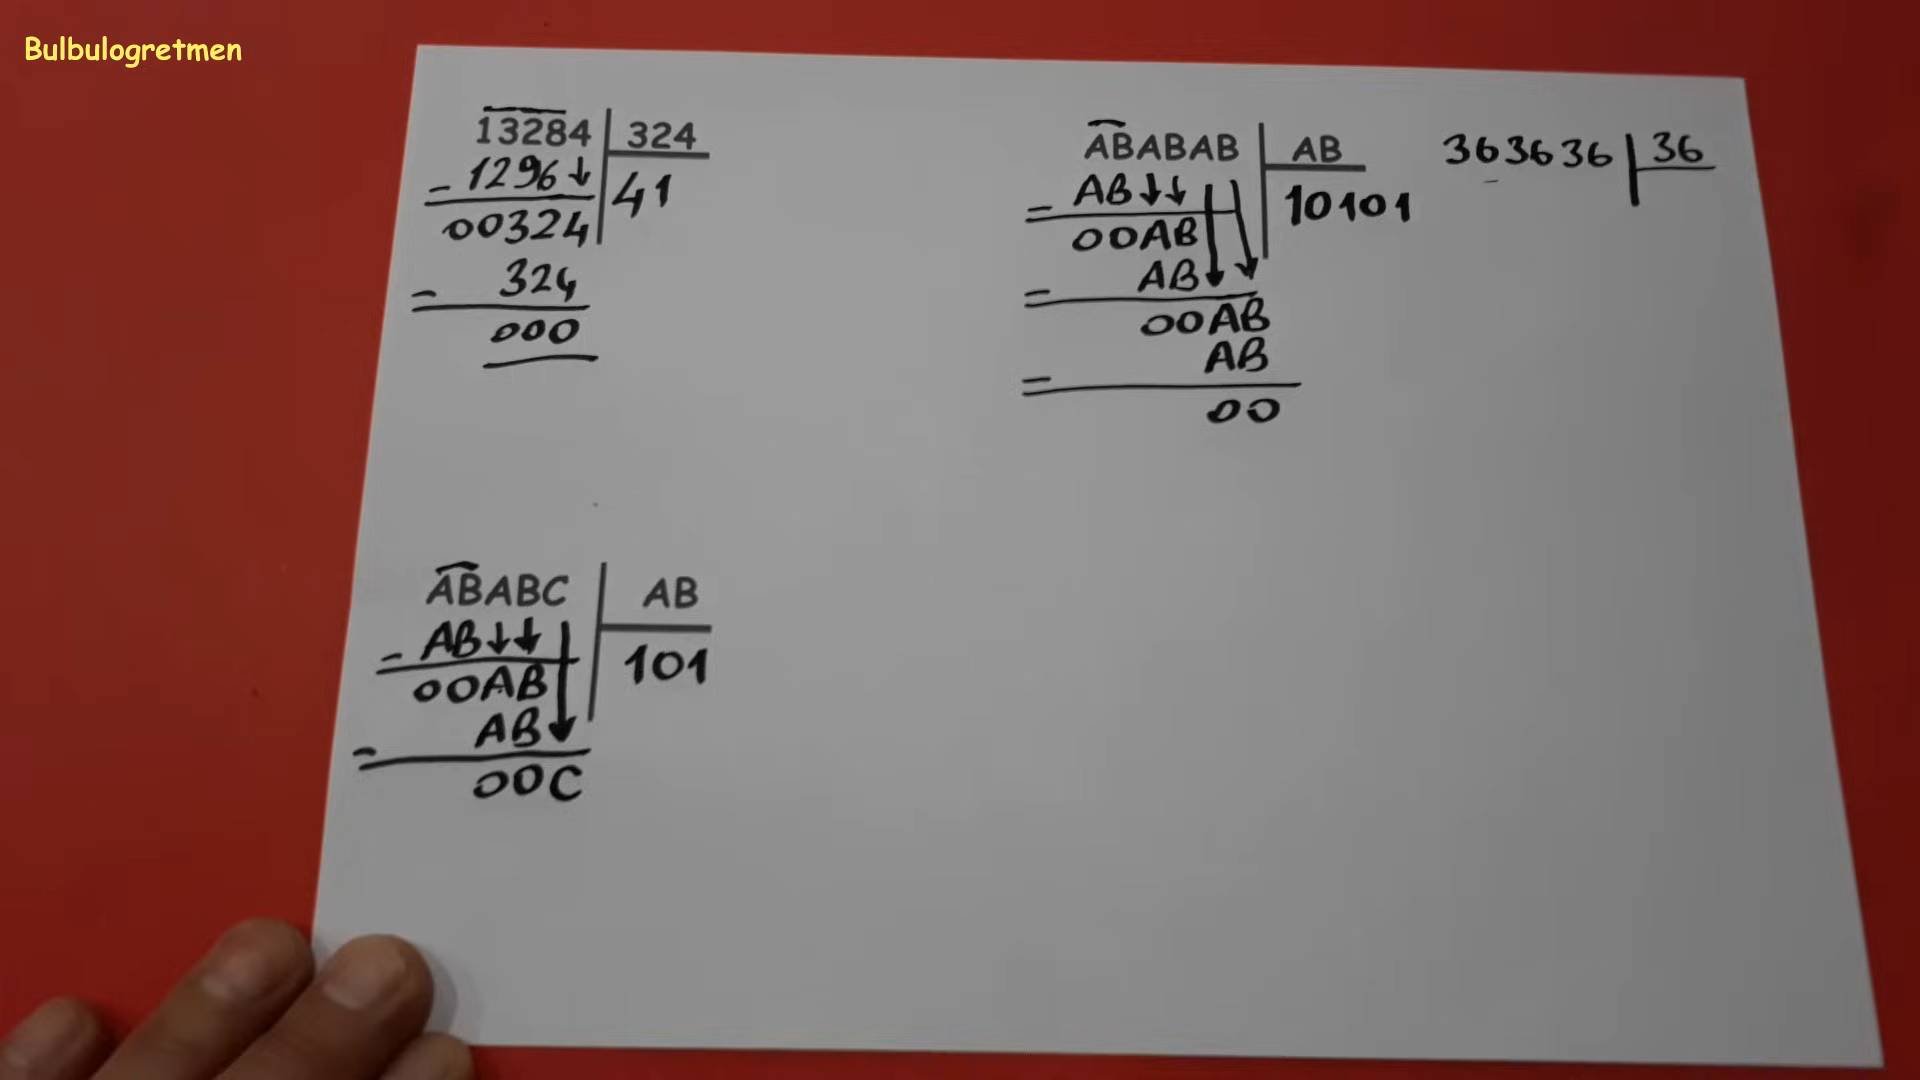 Bulbulogretmen
13284 324
- 1296 41
00324
- 324
000
ABABAB AB
- AB 10101
00AB
- AB
00AB
- AB
00
363636 36
ABABC AB
- AB 101
00AB
- AB
00C